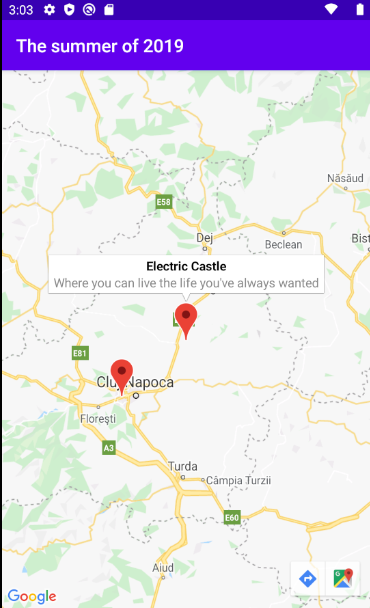 3:03
The summer of 2019
Năsăud
E58
Dej
Beclean
Bist
Electric Castle
Where you can live the life you've always wanted
E81
Cluj-Napoca
Florești
A3
Turda
Câmpia Turzii
E60
Aiud
Google